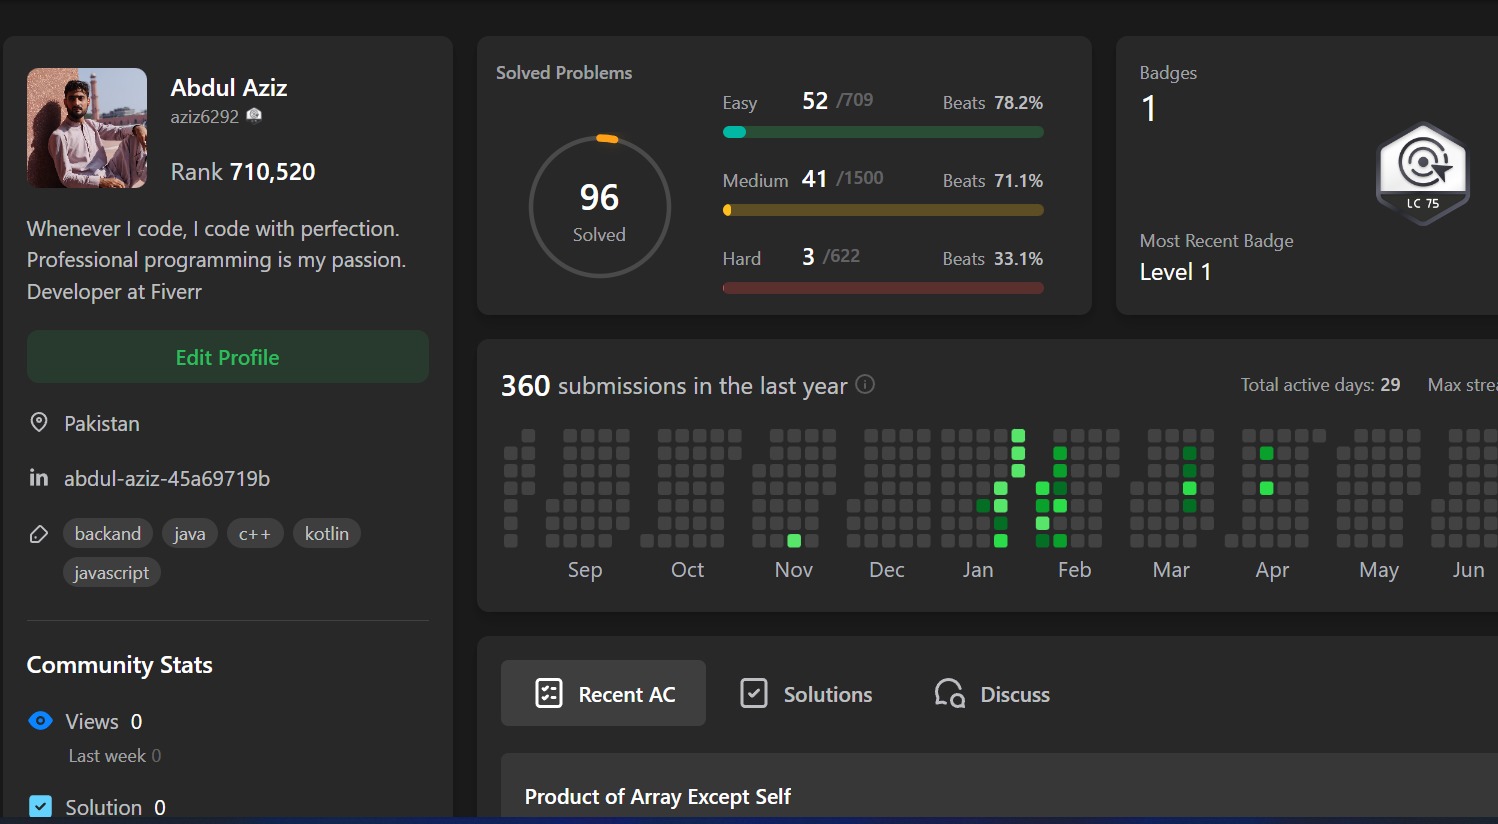 Abdul Aziz
aziz6292
Rank 710,520
Whenever I code, I code with perfection.
Professional programming is my passion.
Developer at Fiverr
Edit Profile
Pakistan
in abdul-aziz-45a69719b
backand java c++ kotlin
javascript
Community Stats
Views 0
Last week 0
Solution 0
Solved Problems
96
Solved
Easy 52 /709 Beats 78.2%
Medium 41 /1500 Beats 71.1%
Hard 3 /622 Beats 33.1%
Badges
1
LC 75
Most Recent Badge
Level 1
360 submissions in the last year
Total active days: 29 Max
Sep Oct Nov Dec Jan Feb Mar Apr May Jun
Recent AC Solutions Discuss
Product of Array Except Self